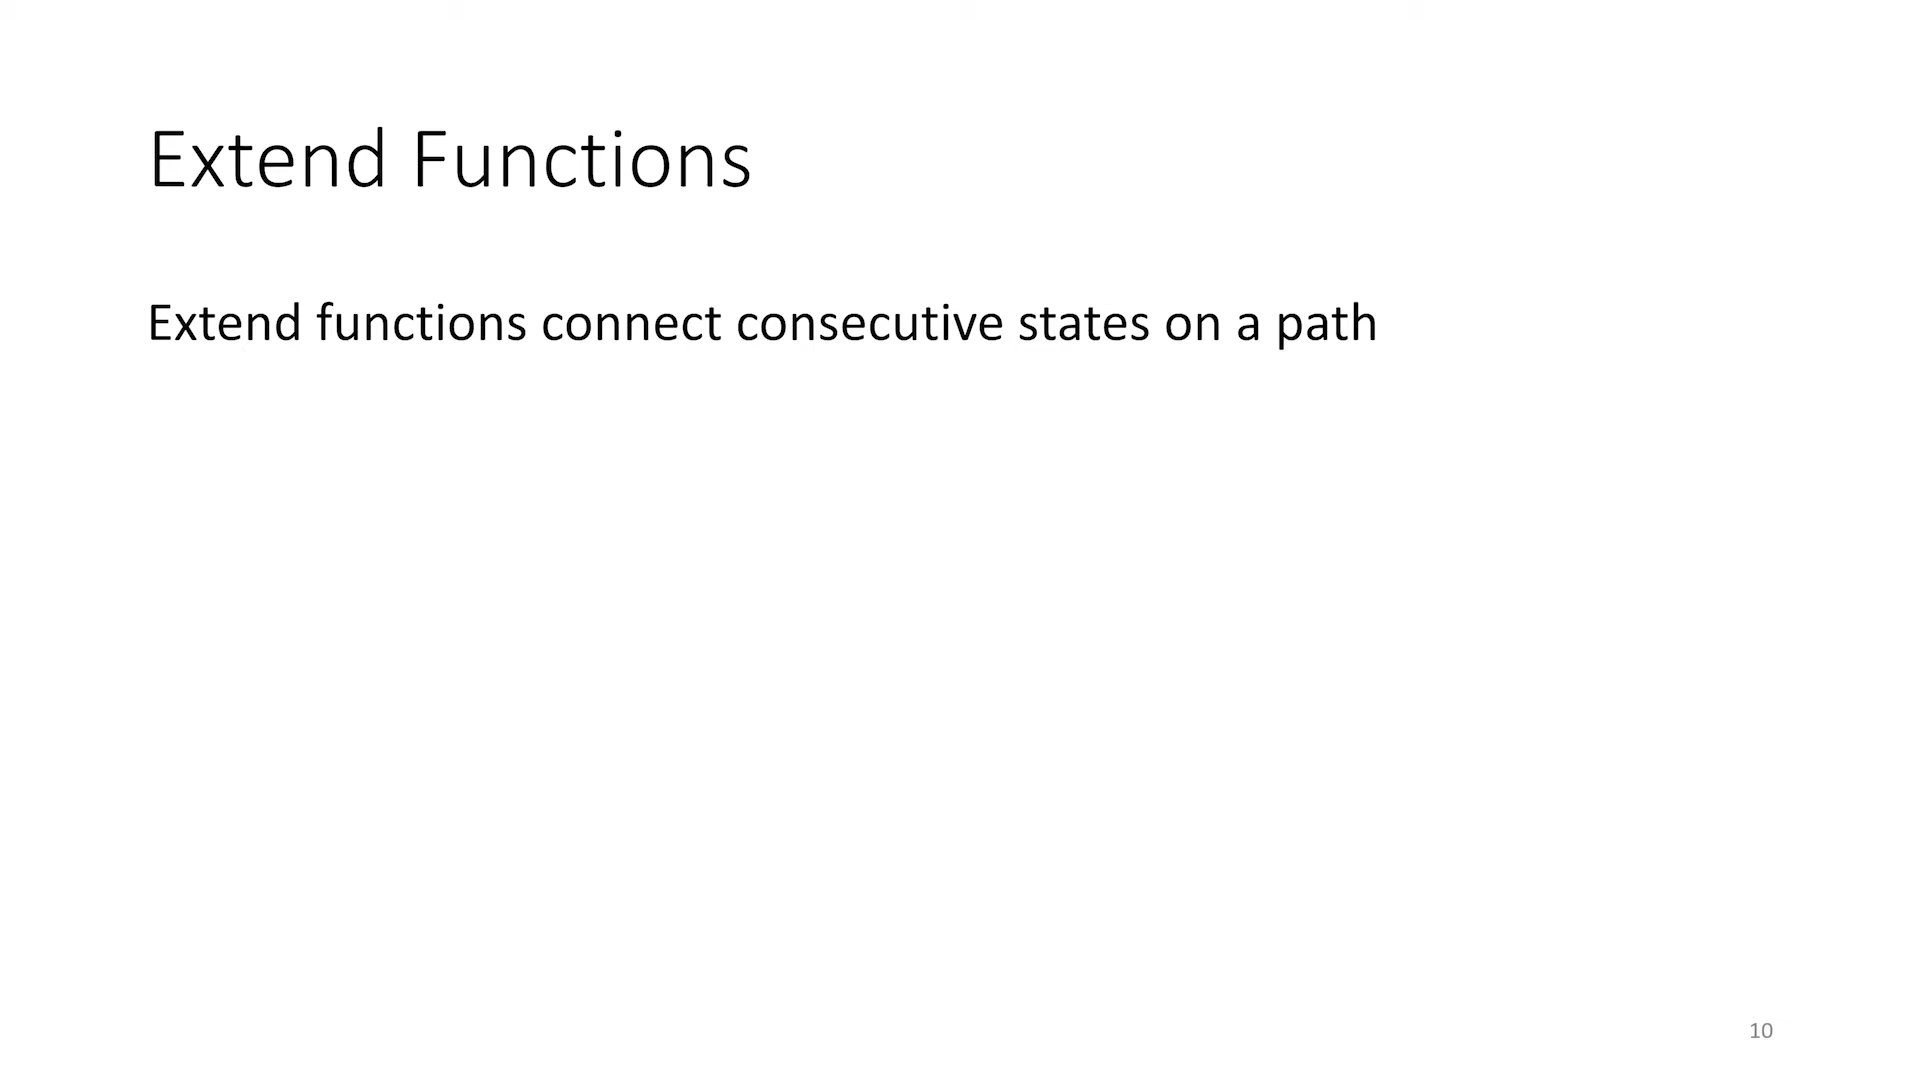 Extend Functions
Extend functions connect consecutive states on a path
10